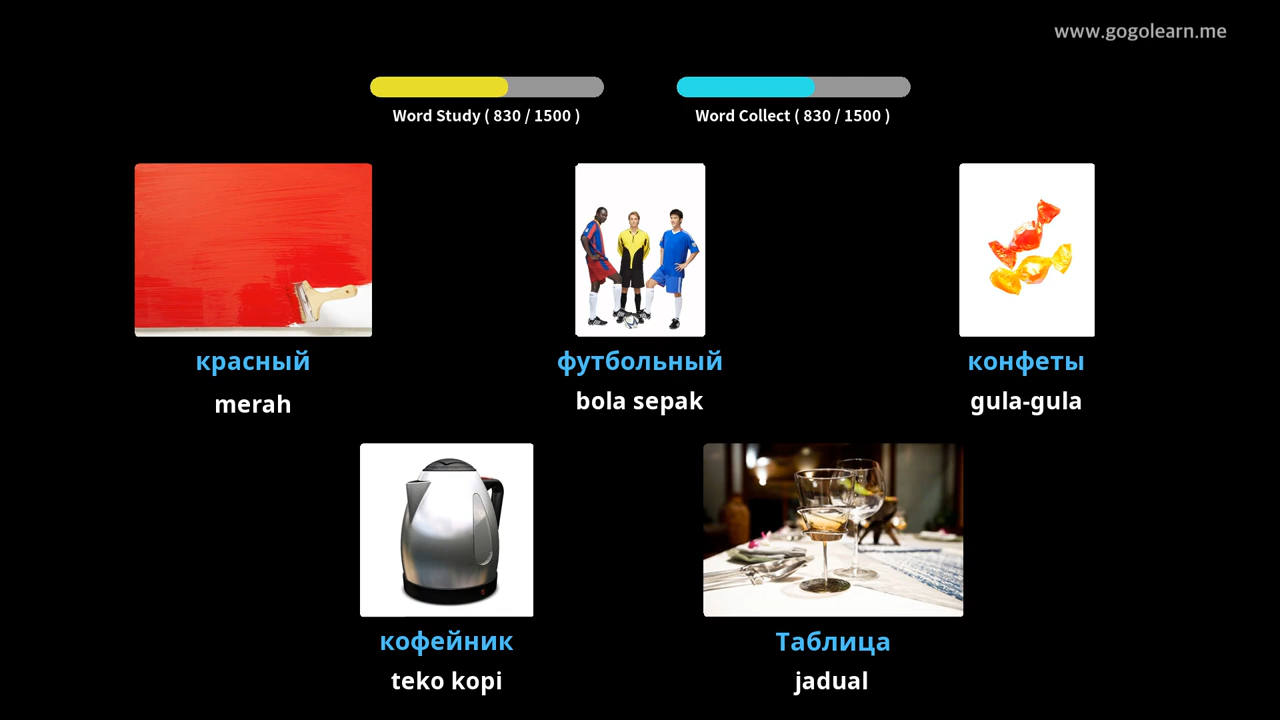 www.gogolearn.me
Word Study ( 830 / 1500 )
Word Collect ( 830 / 1500 )
красный
футбольный
конфеты
merah
bola sepak
gula-gula
кофейник
Таблица
teko kopi
jadual